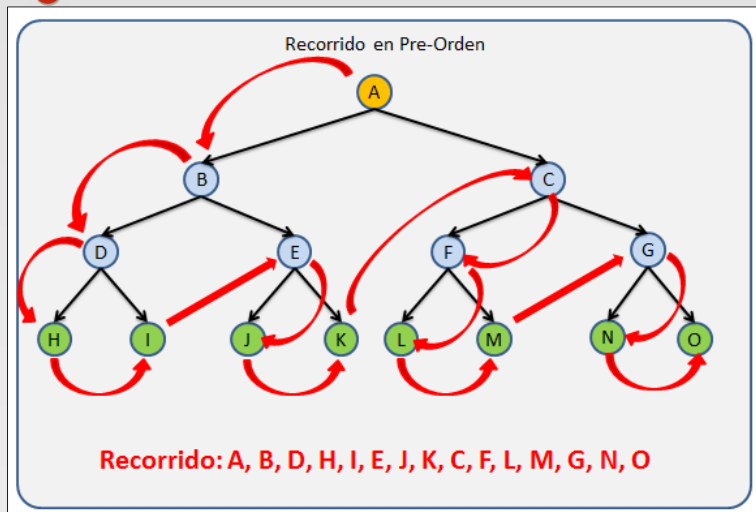 Recorrido en Pre-Orden
A
B
C
D
E
F
G
H
I
J
K
L
M
N
O
Recorrido: A, B, D, H, I, E, J, K, C, F, L, M, G, N, O